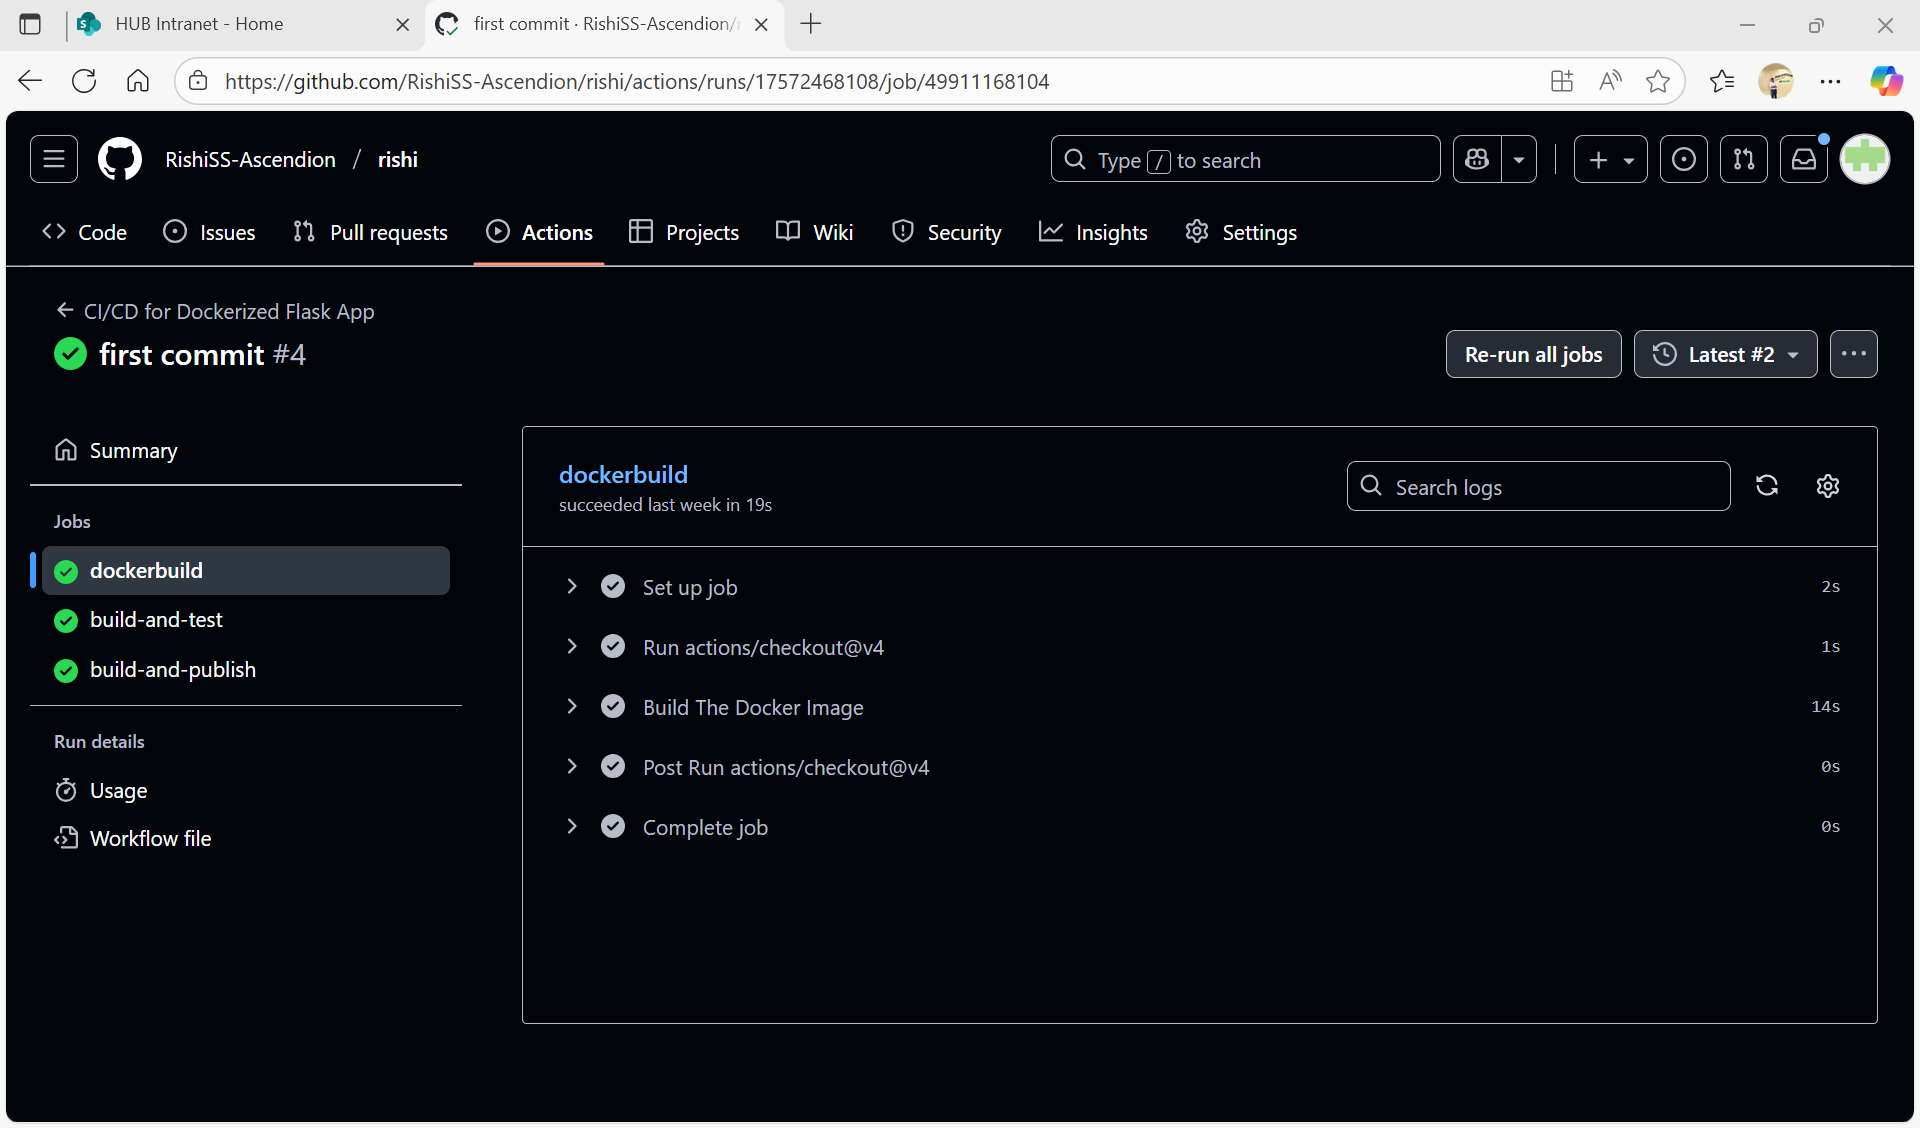 HUB Intranet - Home
first commit · RishiSS-Ascendion/
https://github.com/RishiSS-Ascendion/rishi/actions/runs/17572468108/job/49911168104
RishiSS-Ascendion / rishi
Type / to search
Code
Issues
Pull requests
Actions
Projects
Wiki
Security
Insights
Settings
CI/CD for Dockerized Flask App
first commit #4
Re-run all jobs
Latest #2
Summary
Jobs
dockerbuild
build-and-test
build-and-publish
Run details
Usage
Workflow file
dockerbuild
succeeded last week in 19s
Search logs
Set up job 2s
Run actions/checkout@v4 1s
Build The Docker Image 14s
Post Run actions/checkout@v4 0s
Complete job 0s